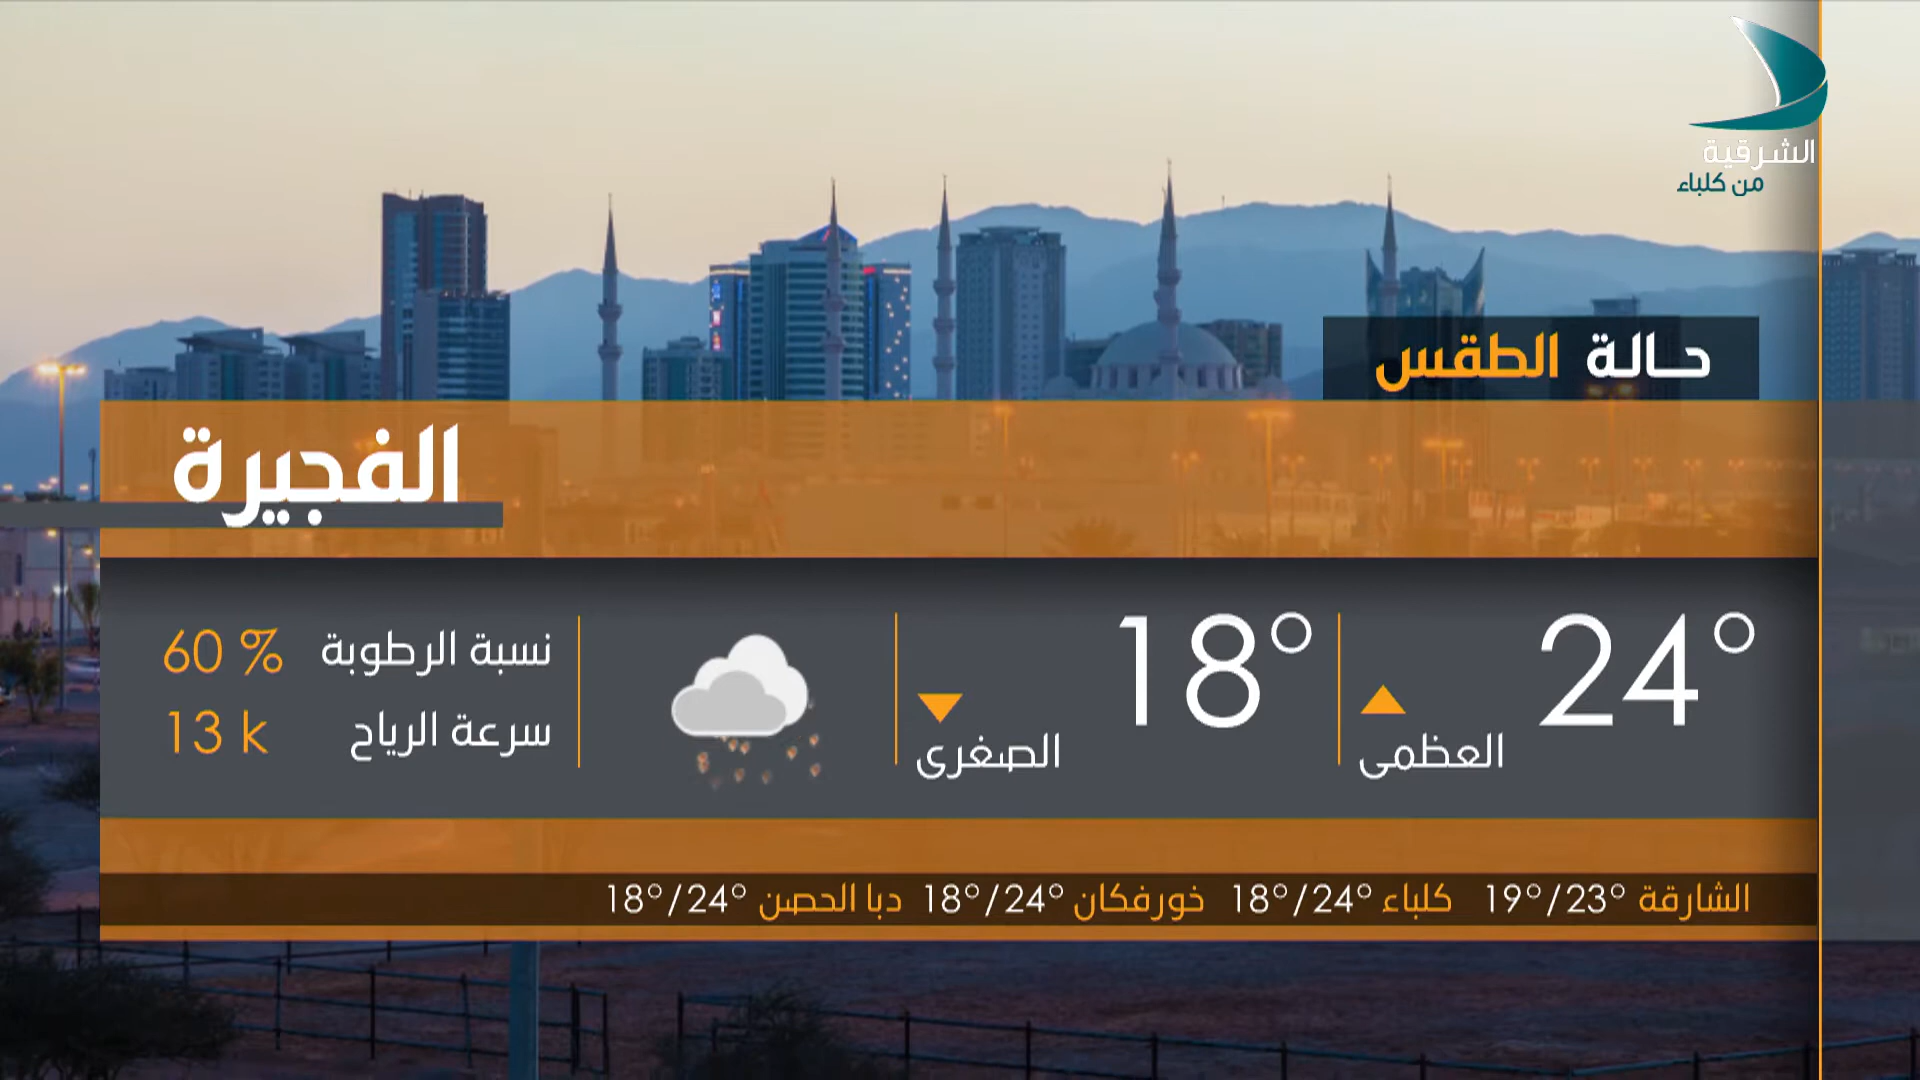 الشرقية
من كلباء
حالة الطقس
الفجيرة
24°
العظمى
18°
الصغرى
نسبة الرطوبة 60 %
سرعة الرياح 13 k
الشارقة 19°/23° كلباء 18°/24° خورفكان 18°/24° دبا الحصن 18°/24°